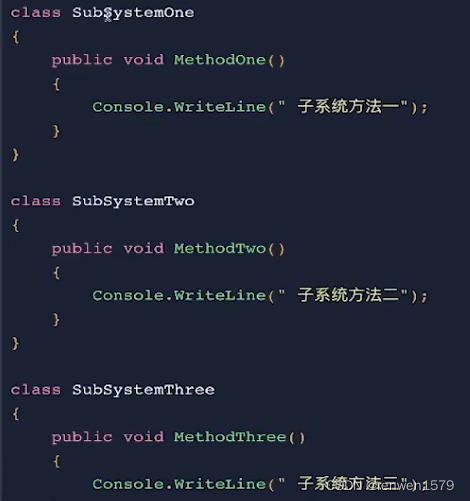 class SubSystemOne
{
    public void MethodOne()
    {
        Console.WriteLine(" 子系统方法一");
    }
}
class SubSystemTwo
{
    public void MethodTwo()
    {
        Console.WriteLine(" 子系统方法二");
    }
}
class SubSystemThree
{
    public void MethodThree()
    {
        Console.WriteLine(" 子系统方法三");
CSDN @renwen1579